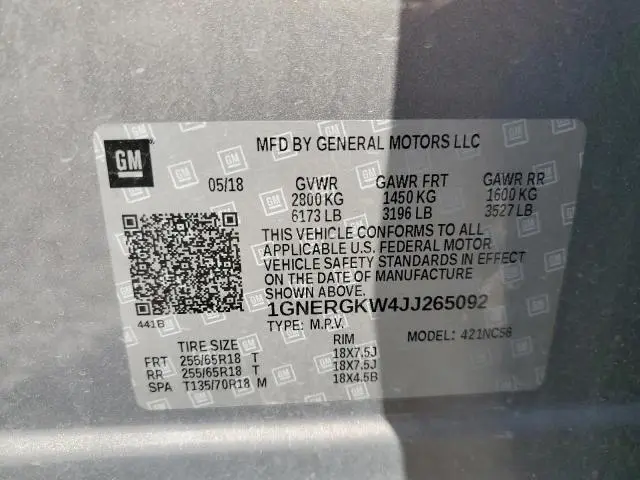 GM
MFD BY GENERAL MOTORS LLC
05/18 GVWR GAWR FRT GAWR RR
2800 KG 1450 KG 1600 KG
6173 LB 3196 LB 3527 LB
THIS VEHICLE CONFORMS TO ALL
APPLICABLE U.S. FEDERAL MOTOR
VEHICLE SAFETY STANDARDS IN EFFECT
ON THE DATE OF MANUFACTURE
SHOWN ABOVE.
1GNERGKW4JJ265092
441B
TYPE: M.P.V. MODEL: 421NC56
TIRE SIZE RIM
FRT 255/65R18 T 18X7.5J
RR 255/65R18 T 18X7.5J
SPA T135/70R18 M 18X4.5B